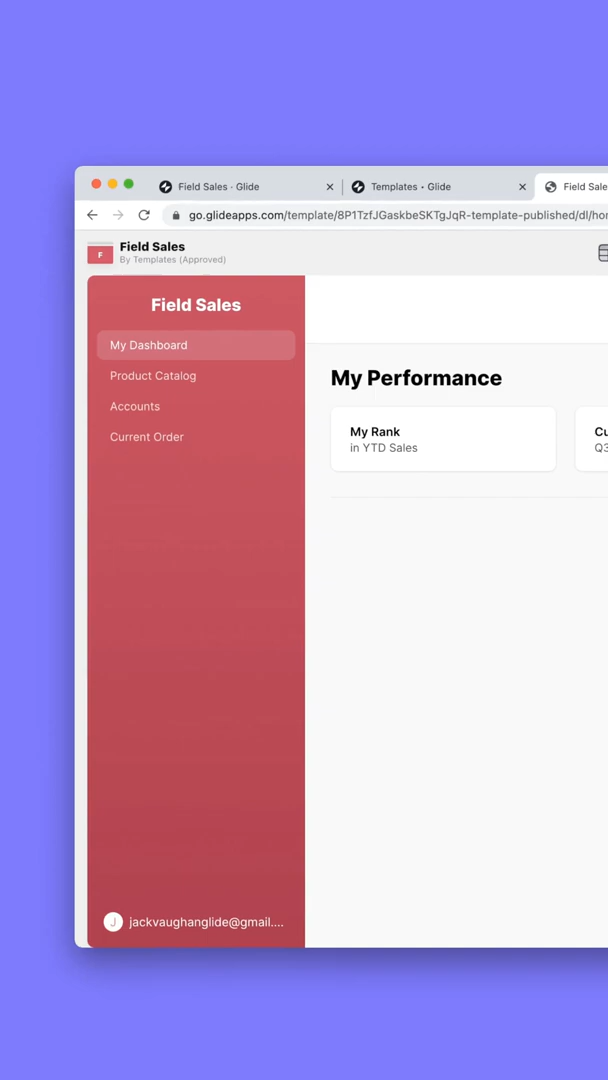 Field Sales · Glide
Templates • Glide
Field Sale
go.glideapps.com/template/8P1TzfJGaskbeSKTgJqR-template-published/dl/ho
F
Field Sales
By Templates (Approved)
Field Sales
My Dashboard
Product Catalog
Accounts
Current Order
My Performance
My Rank
in YTD Sales
Cu
Q3
J
jackvaughanglide@gmail....